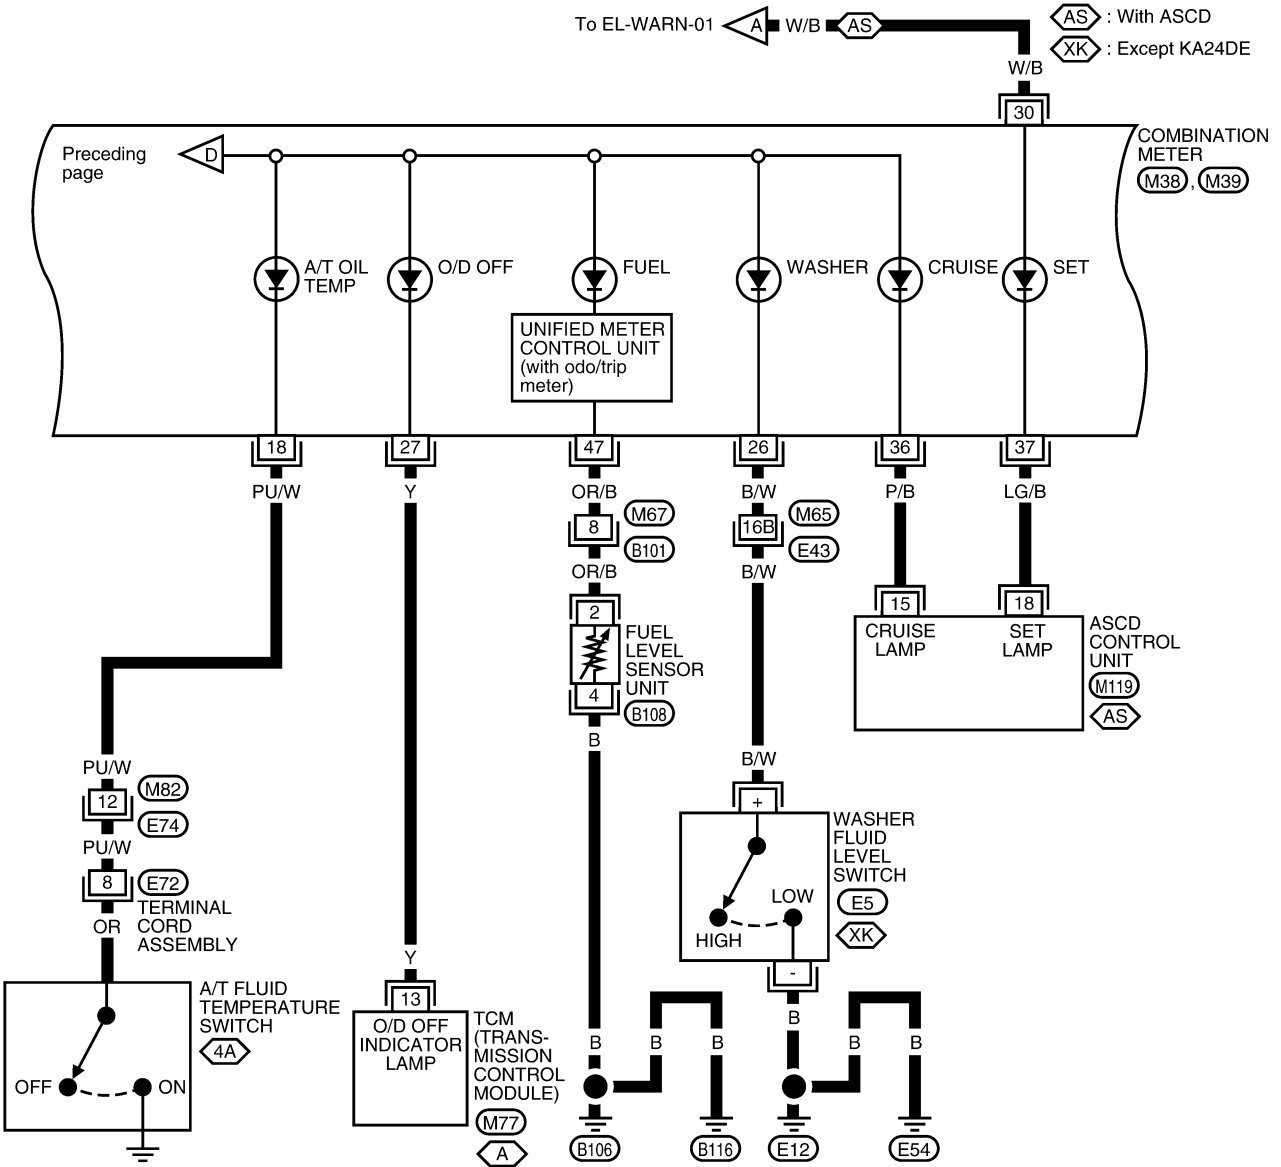 To EL-WARN-01
A
W/B
AS
AS : With ASCD
XK : Except KA24DE
W/B
30
COMBINATION
METER
M38 , M39
Preceding
page
D
A/T OIL
TEMP
O/D OFF
FUEL
WASHER
CRUISE
SET
UNIFIED METER
CONTROL UNIT
(with odo/trip
meter)
18
27
47
26
36
37
PU/W
Y
OR/B
B/W
P/B
LG/B
8
M67
B101
16B
M65
E43
OR/B
B/W
2
FUEL
LEVEL
SENSOR
UNIT
4
B108
B
15
18
CRUISE
LAMP
SET
LAMP
ASCD
CONTROL
UNIT
M119
AS
PU/W
12
M82
E74
PU/W
8
E72
TERMINAL
CORD
ASSEMBLY
OR
B/W
+
WASHER
FLUID
LEVEL
SWITCH
E5
XK
LOW
HIGH
-
A/T FLUID
TEMPERATURE
SWITCH
4A
OFF
ON
Y
13
O/D OFF
INDICATOR
LAMP
TCM
(TRANS-
MISSION
CONTROL
MODULE)
M77
A
B
B
B
B
B
B
B106
B116
E12
E54